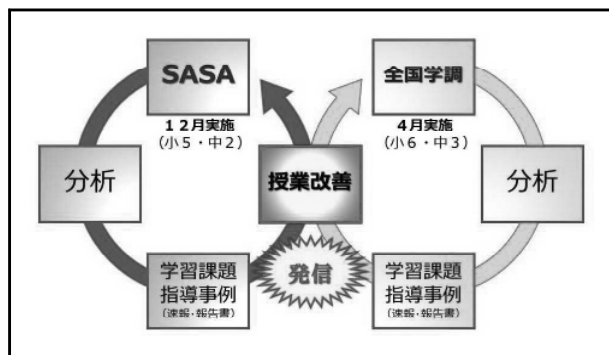 SASA
12月実施
(小5・中2)
分析
学習課題
指導事例
(速報・報告書)
授業改善
発信
全国学調
4月実施
(小6・中3)
分析
学習課題
指導事例
(速報・報告書)